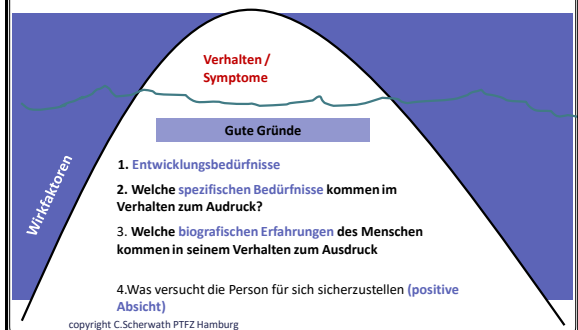 Verhalten /
Symptome
Gute Gründe
Wirkfaktoren
1. Entwicklungsbedürfnisse
2. Welche spezifischen Bedürfnisse kommen im
Verhalten zum Audruck?
3. Welche biografischen Erfahrungen des Menschen
kommen in seinem Verhalten zum Ausdruck
4.Was versucht die Person für sich sicherzustellen (positive
Absicht)
copyright C.Scherwath PTFZ Hamburg